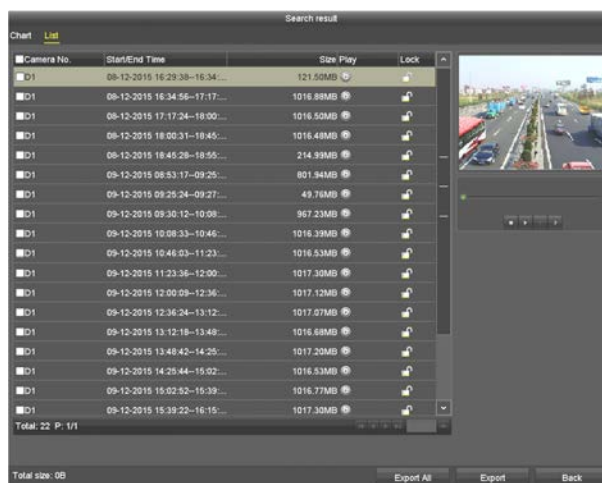 Search result
Chart List
Camera No. Start/End Time Size Play Lock
D1 08-12-2015 16:29:38--16:34:... 121.50MB
D1 08-12-2015 16:34:56--17:17:... 1016.88MB
D1 08-12-2015 17:17:24--18:00:... 1016.50MB
D1 08-12-2015 18:00:31--18:45:... 1016.48MB
D1 08-12-2015 18:45:28--18:55:... 214.99MB
D1 09-12-2015 08:53:17--09:25:... 801.94MB
D1 09-12-2015 09:25:24--09:27:... 49.76MB
D1 09-12-2015 09:30:12--10:08:... 967.23MB
D1 09-12-2015 10:08:33--10:46:... 1016.39MB
D1 09-12-2015 10:46:03--11:23:... 1016.53MB
D1 09-12-2015 11:23:36--12:00:... 1017.30MB
D1 09-12-2015 12:00:09--12:36:... 1017.12MB
D1 09-12-2015 12:36:24--13:12:... 1017.07MB
D1 09-12-2015 13:12:18--13:48:... 1016.68MB
D1 09-12-2015 13:48:42--14:25:... 1017.20MB
D1 09-12-2015 14:25:44--15:02:... 1016.53MB
D1 09-12-2015 15:02:52--15:39:... 1016.77MB
D1 09-12-2015 15:39:22--16:15:... 1017.30MB
Total: 22 P: 1/1
Total size: 0B Export All Export Back